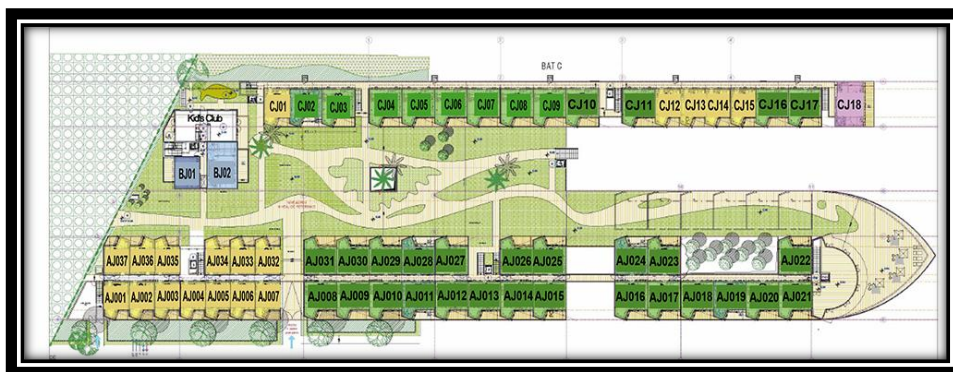 BAT C
CJ01 CJ02 CJ03 CJ04 CJ05 CJ06 CJ07 CJ08 CJ09 CJ10 CJ11 CJ12 CJ13 CJ14 CJ15 CJ16 CJ17 CJ18
Kid's Club
BJ01 BJ02
AJ037 AJ036 AJ035 AJ034 AJ033 AJ032 AJ031 AJ030 AJ029 AJ028 AJ027 AJ026 AJ025 AJ024 AJ023 AJ022
AJ001 AJ002 AJ003 AJ004 AJ005 AJ006 AJ007 AJ008 AJ009 AJ010 AJ011 AJ012 AJ013 AJ014 AJ015 AJ016 AJ017 AJ018 AJ019 AJ020 AJ021